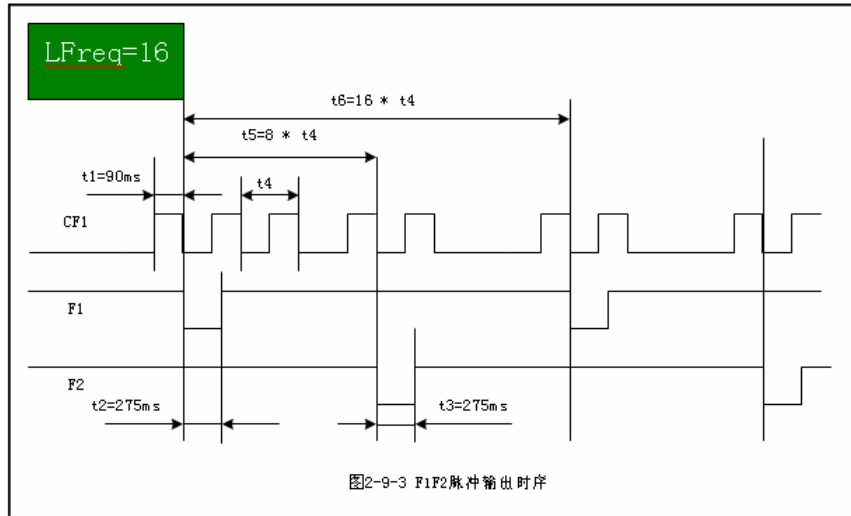 LFreq=16
t6=16 * t4
t5=8 * t4
t1=90ms
t4
CF1
F1
F2
t2=275ms
t3=275ms
图2-9-3 F1F2脉冲输出时序